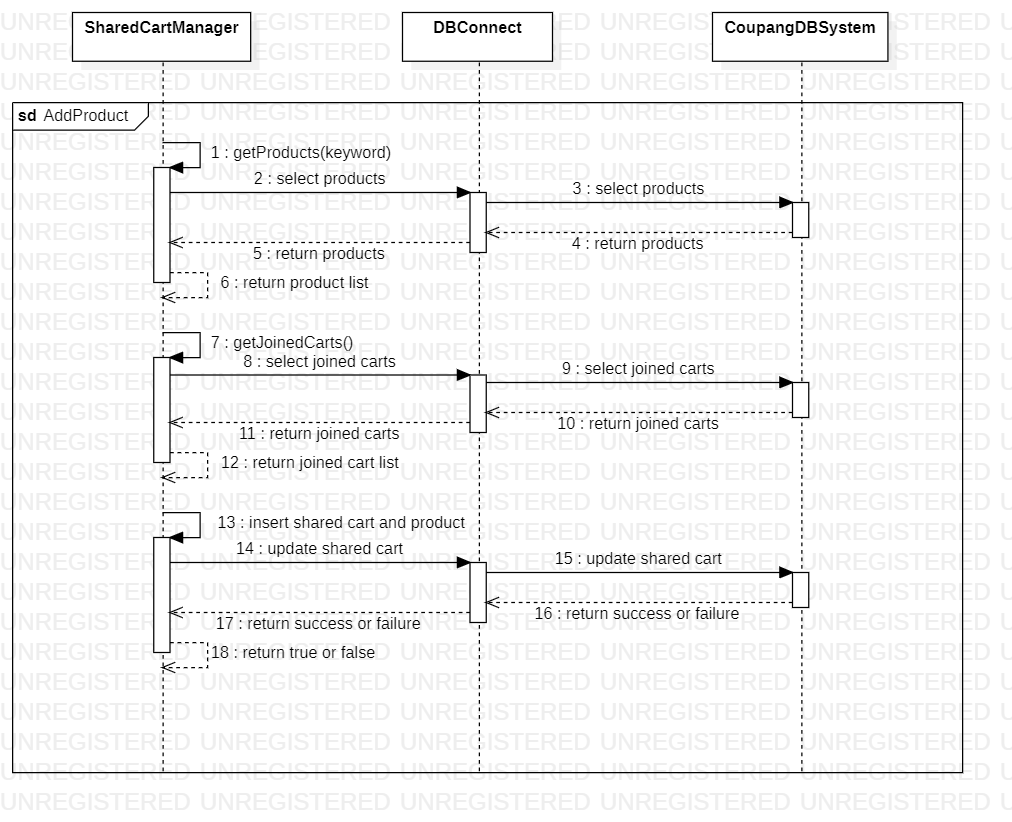 SharedCartManager
DBConnect
CoupangDBSystem
sd AddProduct
1 : getProducts(keyword)
2 : select products
3 : select products
4 : return products
5 : return products
6 : return product list
7 : getJoinedCarts()
8 : select joined carts
9 : select joined carts
10 : return joined carts
11 : return joined carts
12 : return joined cart list
13 : insert shared cart and product
14 : update shared cart
15 : update shared cart
16 : return success or failure
17 : return success or failure
18 : return true or false
UNREGISTERED